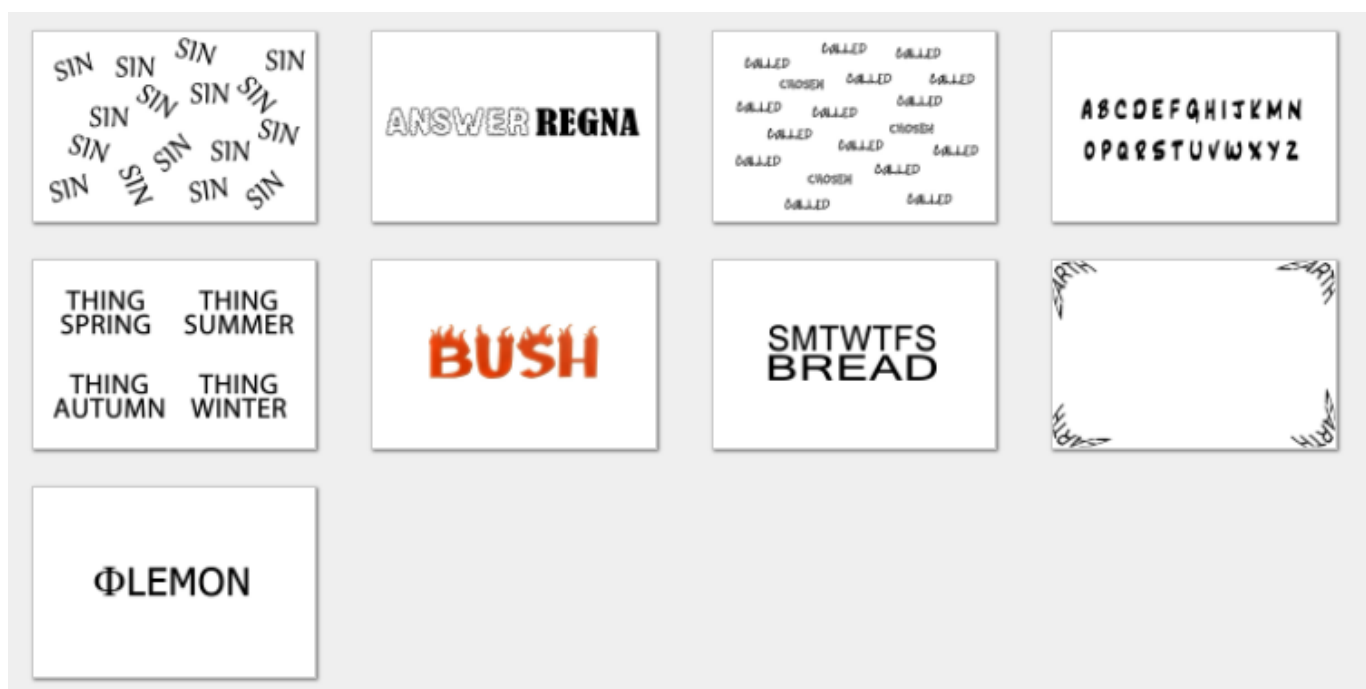 SIN SIN SIN SIN
SIN SIN SIN
SIN SIN
SIN SIN SIN
SIN SIN SIN SIN
ANSWER REGNA
CALLED CALLED CALLED
CHOSEN CALLED CALLED
CALLED CALLED CALLED
CALLED CHOSEN
CALLED CALLED
CALLED CALLED
CHOSEN
CALLED CALLED
ABCDEFGHIJKMN
OPQRSTUVWXYZ
THING THING
SPRING SUMMER
THING THING
AUTUMN WINTER
BUSH
SMTWTFS
BREAD
EARTH EARTH
EARTH EARTH
ΦLEMON